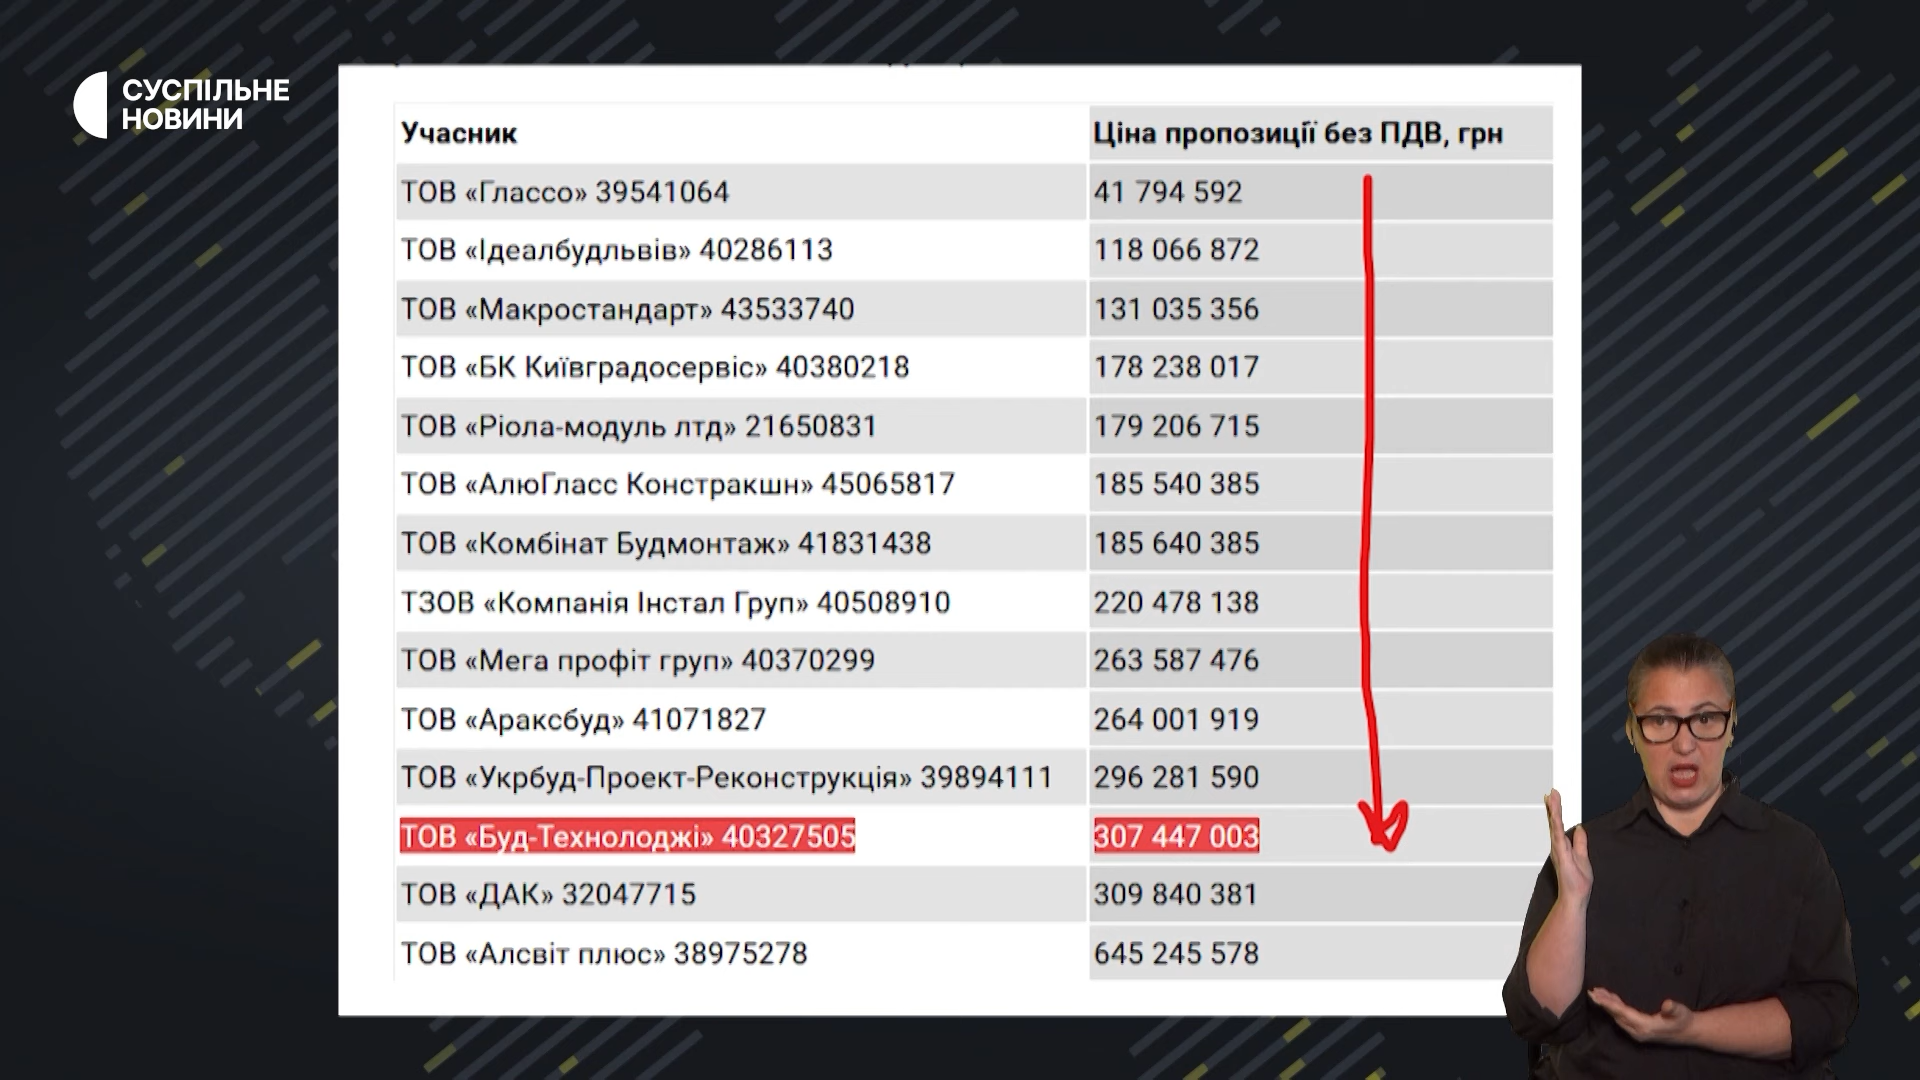 СУСПІЛЬНЕ
НОВИНИ
Учасник Ціна пропозиції без ПДВ, грн
ТОВ «Глассо» 39541064 41 794 592
ТОВ «Ідеалбудльвів» 40286113 118 066 872
ТОВ «Макростандарт» 43533740 131 035 356
ТОВ «БК Київградосервіс» 40380218 178 238 017
ТОВ «Ріола-модуль лтд» 21650831 179 206 715
ТОВ «АлюГласс Констракшн» 45065817 185 540 385
ТОВ «Комбінат Будмонтаж» 41831438 185 640 385
ТЗОВ «Компанія Інстал Груп» 40508910 220 478 138
ТОВ «Мега профіт груп» 40370299 263 587 476
ТОВ «Араксбуд» 41071827 264 001 919
ТОВ «Укрбуд-Проект-Реконструкція» 39894111 296 281 590
ТОВ «Буд-Технолоджі» 40327505 307 447 003
ТОВ «ДАК» 32047715 309 840 381
ТОВ «Алсвіт плюс» 38975278 645 245 578